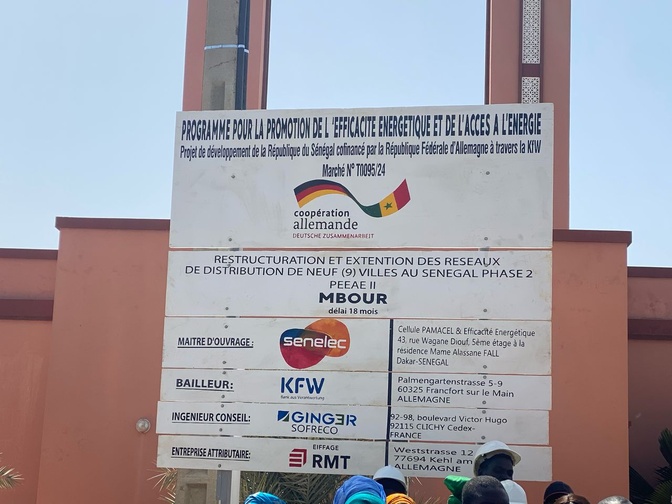 PROGRAMME POUR LA PROMOTION DE L'EFFICACITE ENERGETIQUE ET DE L'ACCES A L'ENERGIE
Projet de développement de la République du Sénégal cofinancé par la République Fédérale d'Allemagne à travers la KfW
Marché N° T0095/24
coopération
allemande
DEUTSCHE ZUSAMMENARBEIT
RESTRUCTURATION ET EXTENTION DES RESEAUX
DE DISTRIBUTION DE NEUF (9) VILLES AU SENEGAL PHASE 2
PEEAE II
MBOUR
délai 18 mois
MAITRE D'OUVRAGE:
senelec
Cellule PAMACEL & Efficacité Energétique
43, rue Wagane Diouf, 5ème étage à la
residence Mame Alassane FALL
Dakar-SENEGAL
BAILLEUR:
KFW
Bank aus Verantwortung
Palmengartenstrasse 5-9
60325 Francfort sur le Main
ALLEMAGNE
INGENIEUR CONSEIL:
GINGER
SOFRECO
92-98, boulevard Victor Hugo
92115 CLICHY Cedex-
FRANCE
ENTREPRISE ATTRIBUTAIRE:
EIFFAGE
RMT
Weststrasse 12
77694 Kehl am
ALLEMAGNE